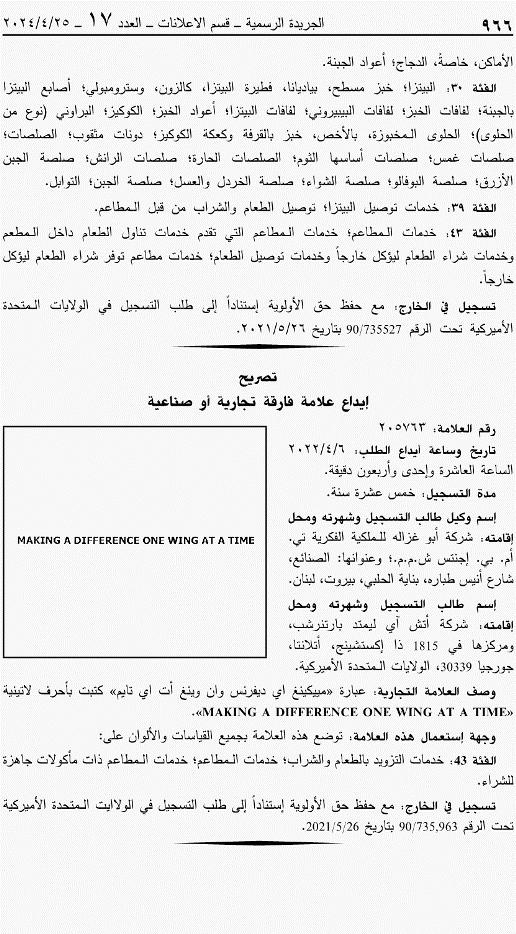 ٩٦٦ الجريدة الرسمية ــ قسم الاعلانات ــ العدد ١٧ ــ ٢٠٢٤/٤/٢٥
الأماكن، خاصةً، الدجاج؛ أعواد الجبنة.
الفئة ٣٠: البيتزا؛ خبز مسطح، بياديانا، فطيرة البيتزا، كالزون، وسترومبولي؛ أصابع البيتزا
بالجبنة؛ لفافات الخبز؛ لفافات البيبيروني؛ لفافات البيتزا؛ أعواد الخبز؛ الكوكيز؛ البراوني (نوع من
الحلوى)؛ الحلوى المخبوزة، بالأخص، خبز بالقرفة وكعكة الكوكيز؛ دونات مثقوب؛ الصلصات؛
صلصات غمس؛ صلصات أساسها الثوم؛ الصلصات الحارة؛ صلصات الرانش؛ صلصة الجبن
الأزرق؛ صلصة البوفالو؛ صلصة الشواء؛ صلصة الخردل والعسل؛ صلصة الجبن؛ التوابل.
الفئة ٣٩: خدمات توصيل البيتزا؛ توصيل الطعام والشراب من قبل المطاعم.
الفئة ٤٣: خدمات المطاعم؛ خدمات المطاعم التي تقدم خدمات تناول الطعام داخل المطعم
وخدمات شراء الطعام ليؤكل خارجاً وخدمات توصيل الطعام؛ خدمات مطاعم توفر شراء الطعام ليؤكل
خارجاً.
تسجيل في الخارج: مع حفظ حق الأولوية إستناداً إلى طلب التسجيل في الولايات المتحدة
الأميركية تحت الرقم 90/735527 بتاريخ ٢٠٢١/٥/٢٦.
تصريح
إيداع علامة فارقة تجارية أو صناعية
رقم العلامة: ٢٠٥٧٦٣
تاريخ وساعة ايداع الطلب: ٢٠٢٢/٤/٦
الساعة العاشرة وإحدى وأربعون دقيقة.
مدة التسجيل: خمس عشرة سنة.
إسم وكيل طالب التسجيل وشهرته ومحل
إقامته: شركة أبو غزاله للملكية الفكرية تي.
أم. بي. إجنتس ش.م.م.؛ وعنوانها: الصنائع،
شارع أنيس طباره، بناية الحلبي، بيروت، لبنان.
إسم طالب التسجيل وشهرته ومحل
إقامته: شركة أتش آي ليمتد بارتنرشب،
ومركزها في 1815 ذا إكستشينج، أتلانتا،
جورجيا 30339، الولايات المتحدة الأميركية.
MAKING A DIFFERENCE ONE WING AT A TIME
وصف العلامة التجارية: عبارة «مييكينغ اي ديفرنس وان وينغ أت اي تايم» كتبت بأحرف لاتينية
«MAKING A DIFFERENCE ONE WING AT A TIME».
وجهة إستعمال هذه العلامة: توضع هذه العلامة بجميع القياسات والألوان على:
الفئة 43: خدمات التزويد بالطعام والشراب؛ خدمات المطاعم؛ خدمات المطاعم ذات مأكولات جاهزة
للشراء.
تسجيل في الخارج: مع حفظ حق الأولوية إستناداً إلى طلب التسجيل في الولاايت المتحدة الأميركية
تحت الرقم 90/735,963 بتاريخ 2021/5/26.